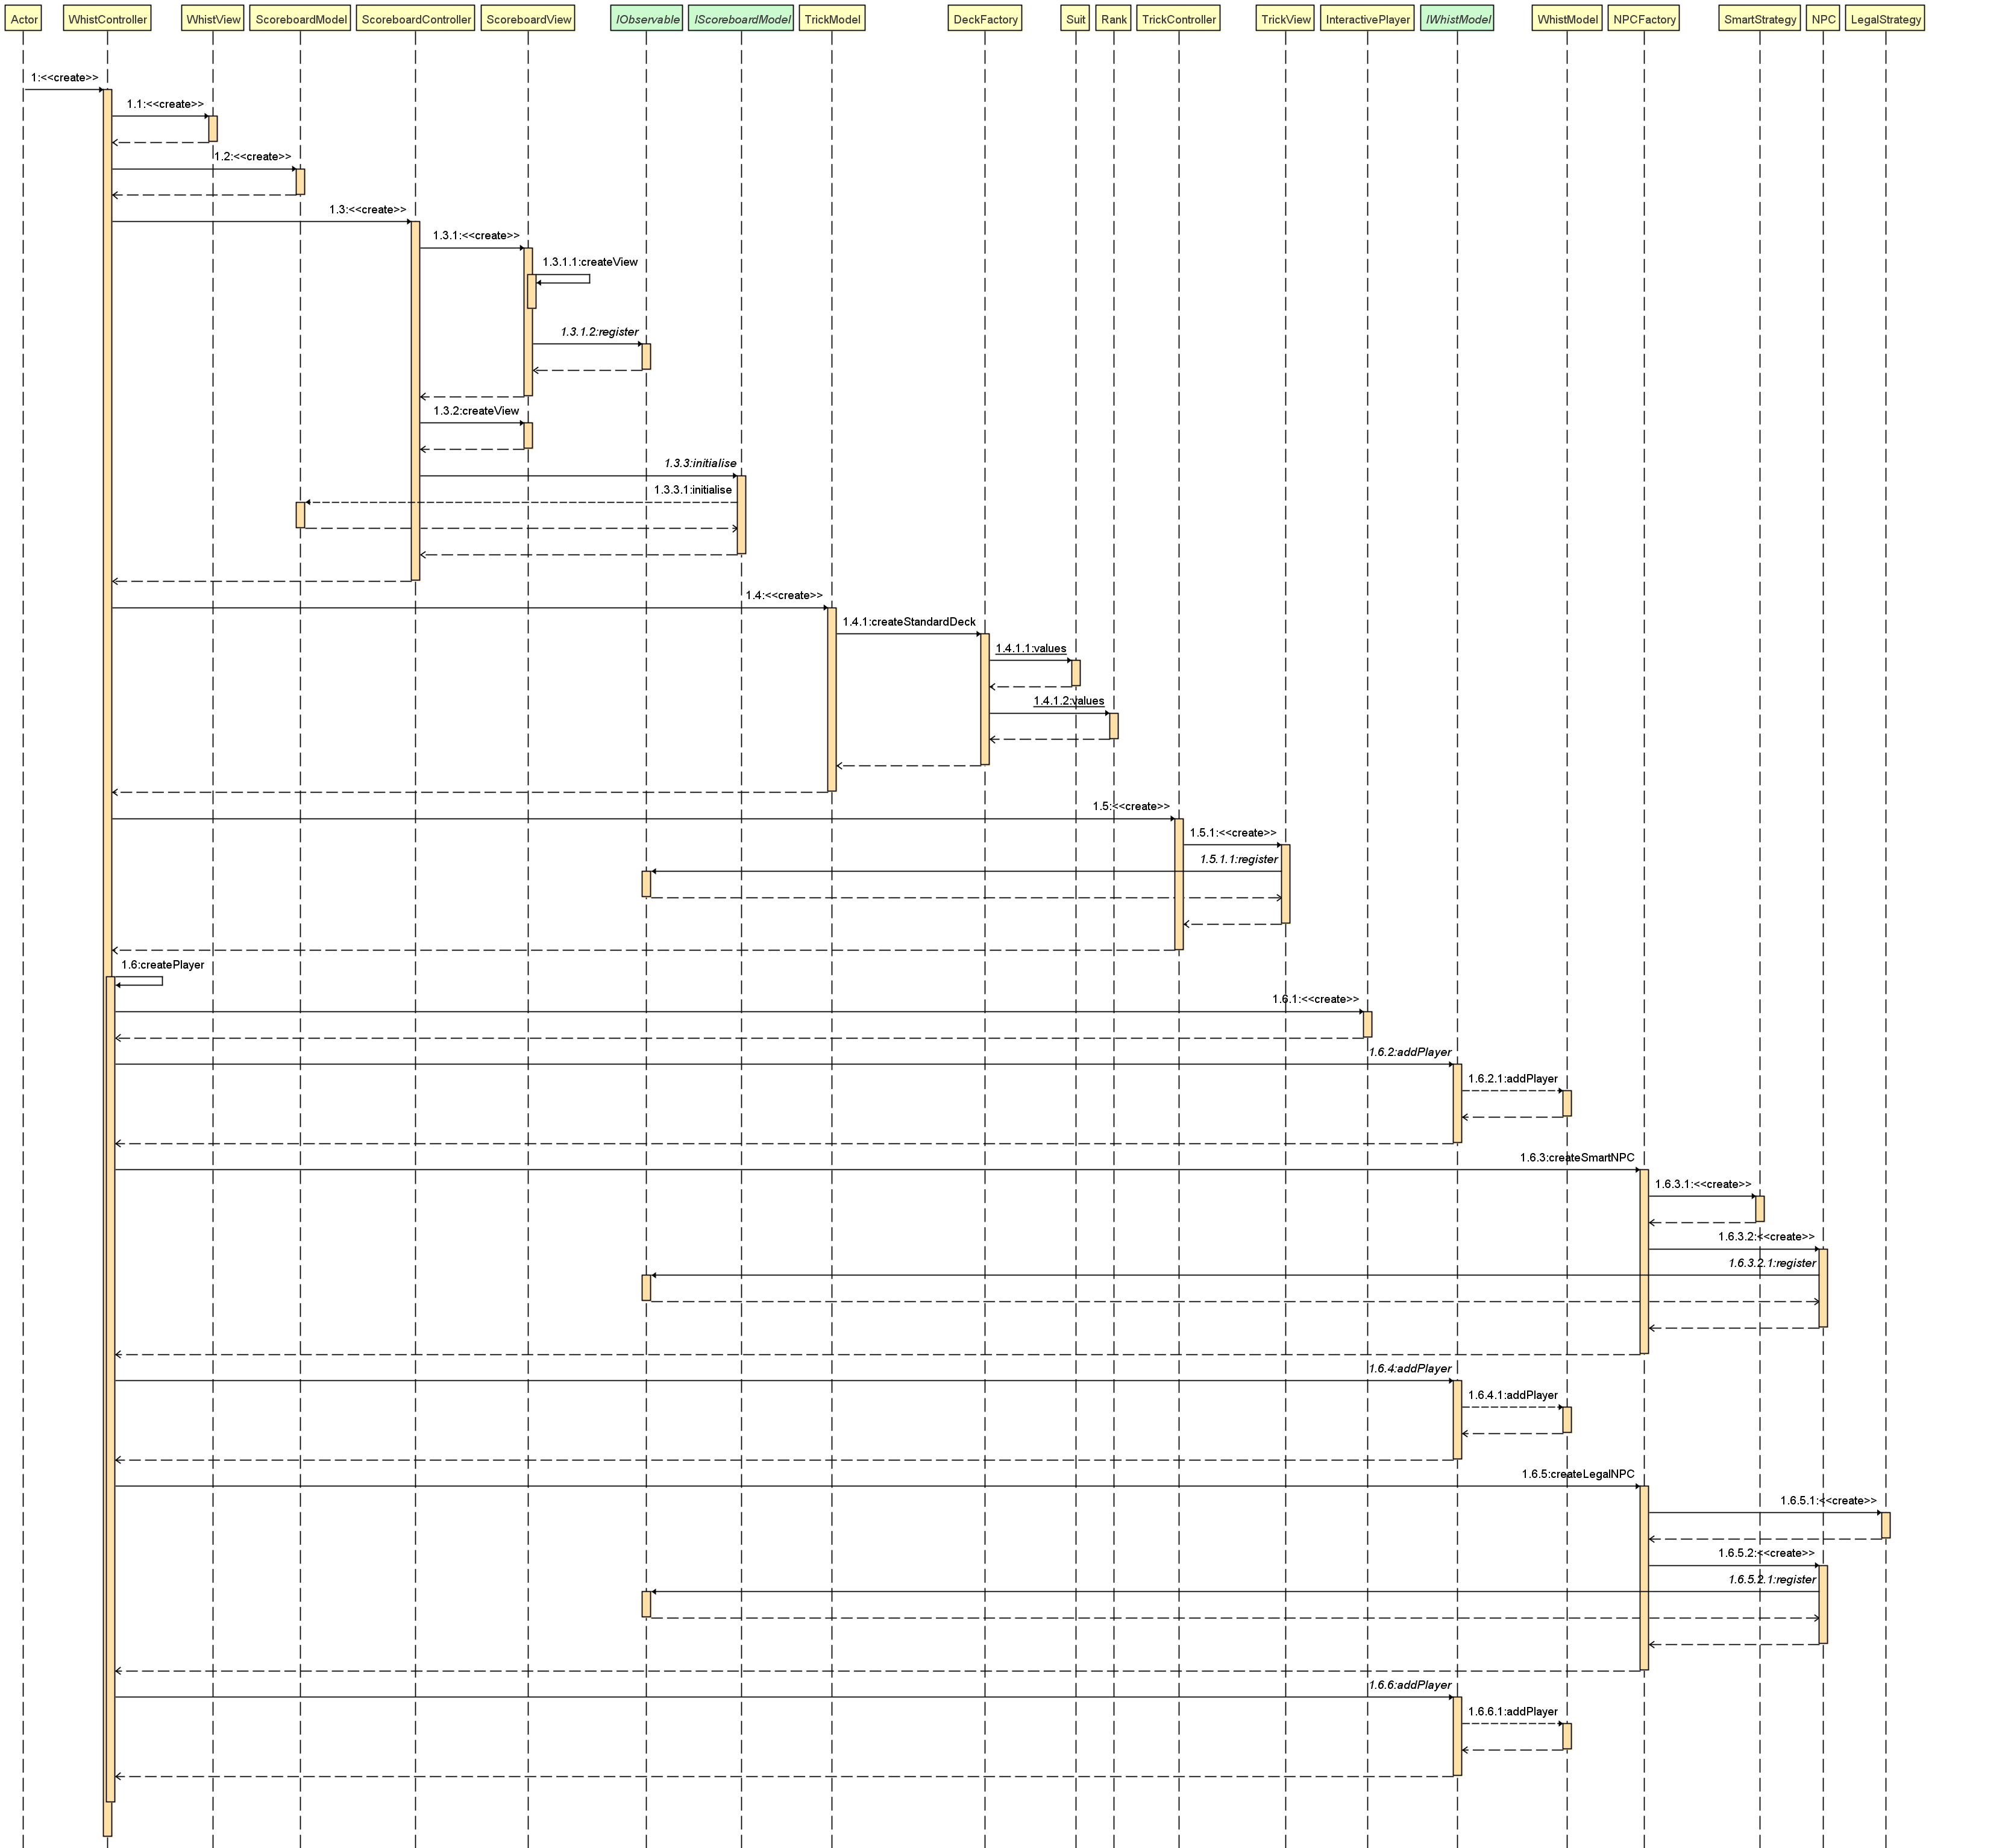 Actor
WhistController
WhistView
ScoreboardModel
ScoreboardController
ScoreboardView
IObservable
IScoreboardModel
TrickModel
DeckFactory
Suit
Rank
TrickController
TrickView
InteractivePlayer
IWhistModel
WhistModel
NPCFactory
SmartStrategy
NPC
LegalStrategy
1:<<create>>
1.1:<<create>>
1.2:<<create>>
1.3:<<create>>
1.3.1:<<create>>
1.3.1.1:createView
1.3.1.2:register
1.3.2:createView
1.3.3:initialise
1.3.3.1:initialise
1.4:<<create>>
1.4.1:createStandardDeck
1.4.1.1:values
1.4.1.2:values
1.5:<<create>>
1.5.1:<<create>>
1.5.1.1:register
1.6:createPlayer
1.6.1:<<create>>
1.6.2:addPlayer
1.6.2.1:addPlayer
1.6.3:createSmartNPC
1.6.3.1:<<create>>
1.6.3.2:<<create>>
1.6.3.2.1:register
1.6.4:addPlayer
1.6.4.1:addPlayer
1.6.5:createLegalNPC
1.6.5.1:<<create>>
1.6.5.2:<<create>>
1.6.5.2.1:register
1.6.6:addPlayer
1.6.6.1:addPlayer